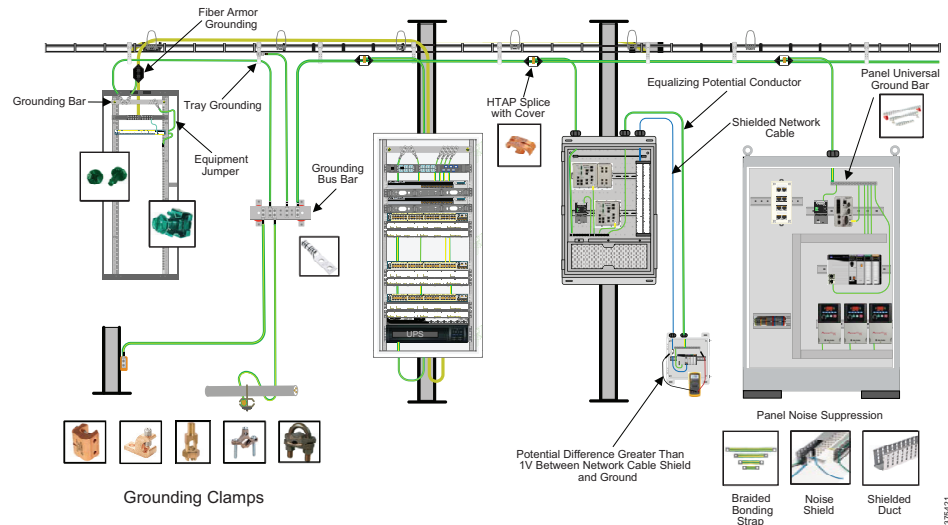 Fiber Armor
Grounding
Grounding Bar
Tray Grounding
Equipment
Jumper
Grounding
Bus Bar
HTAP Splice
with Cover
Equalizing Potential Conductor
Shielded Network
Cable
Panel Universal
Ground Bar
UPS
Potential Difference Greater Than
1V Between Network Cable Shield
and Ground
Panel Noise Suppression
Braided
Bonding
Strap
Noise
Shield
Shielded
Duct
Grounding Clamps